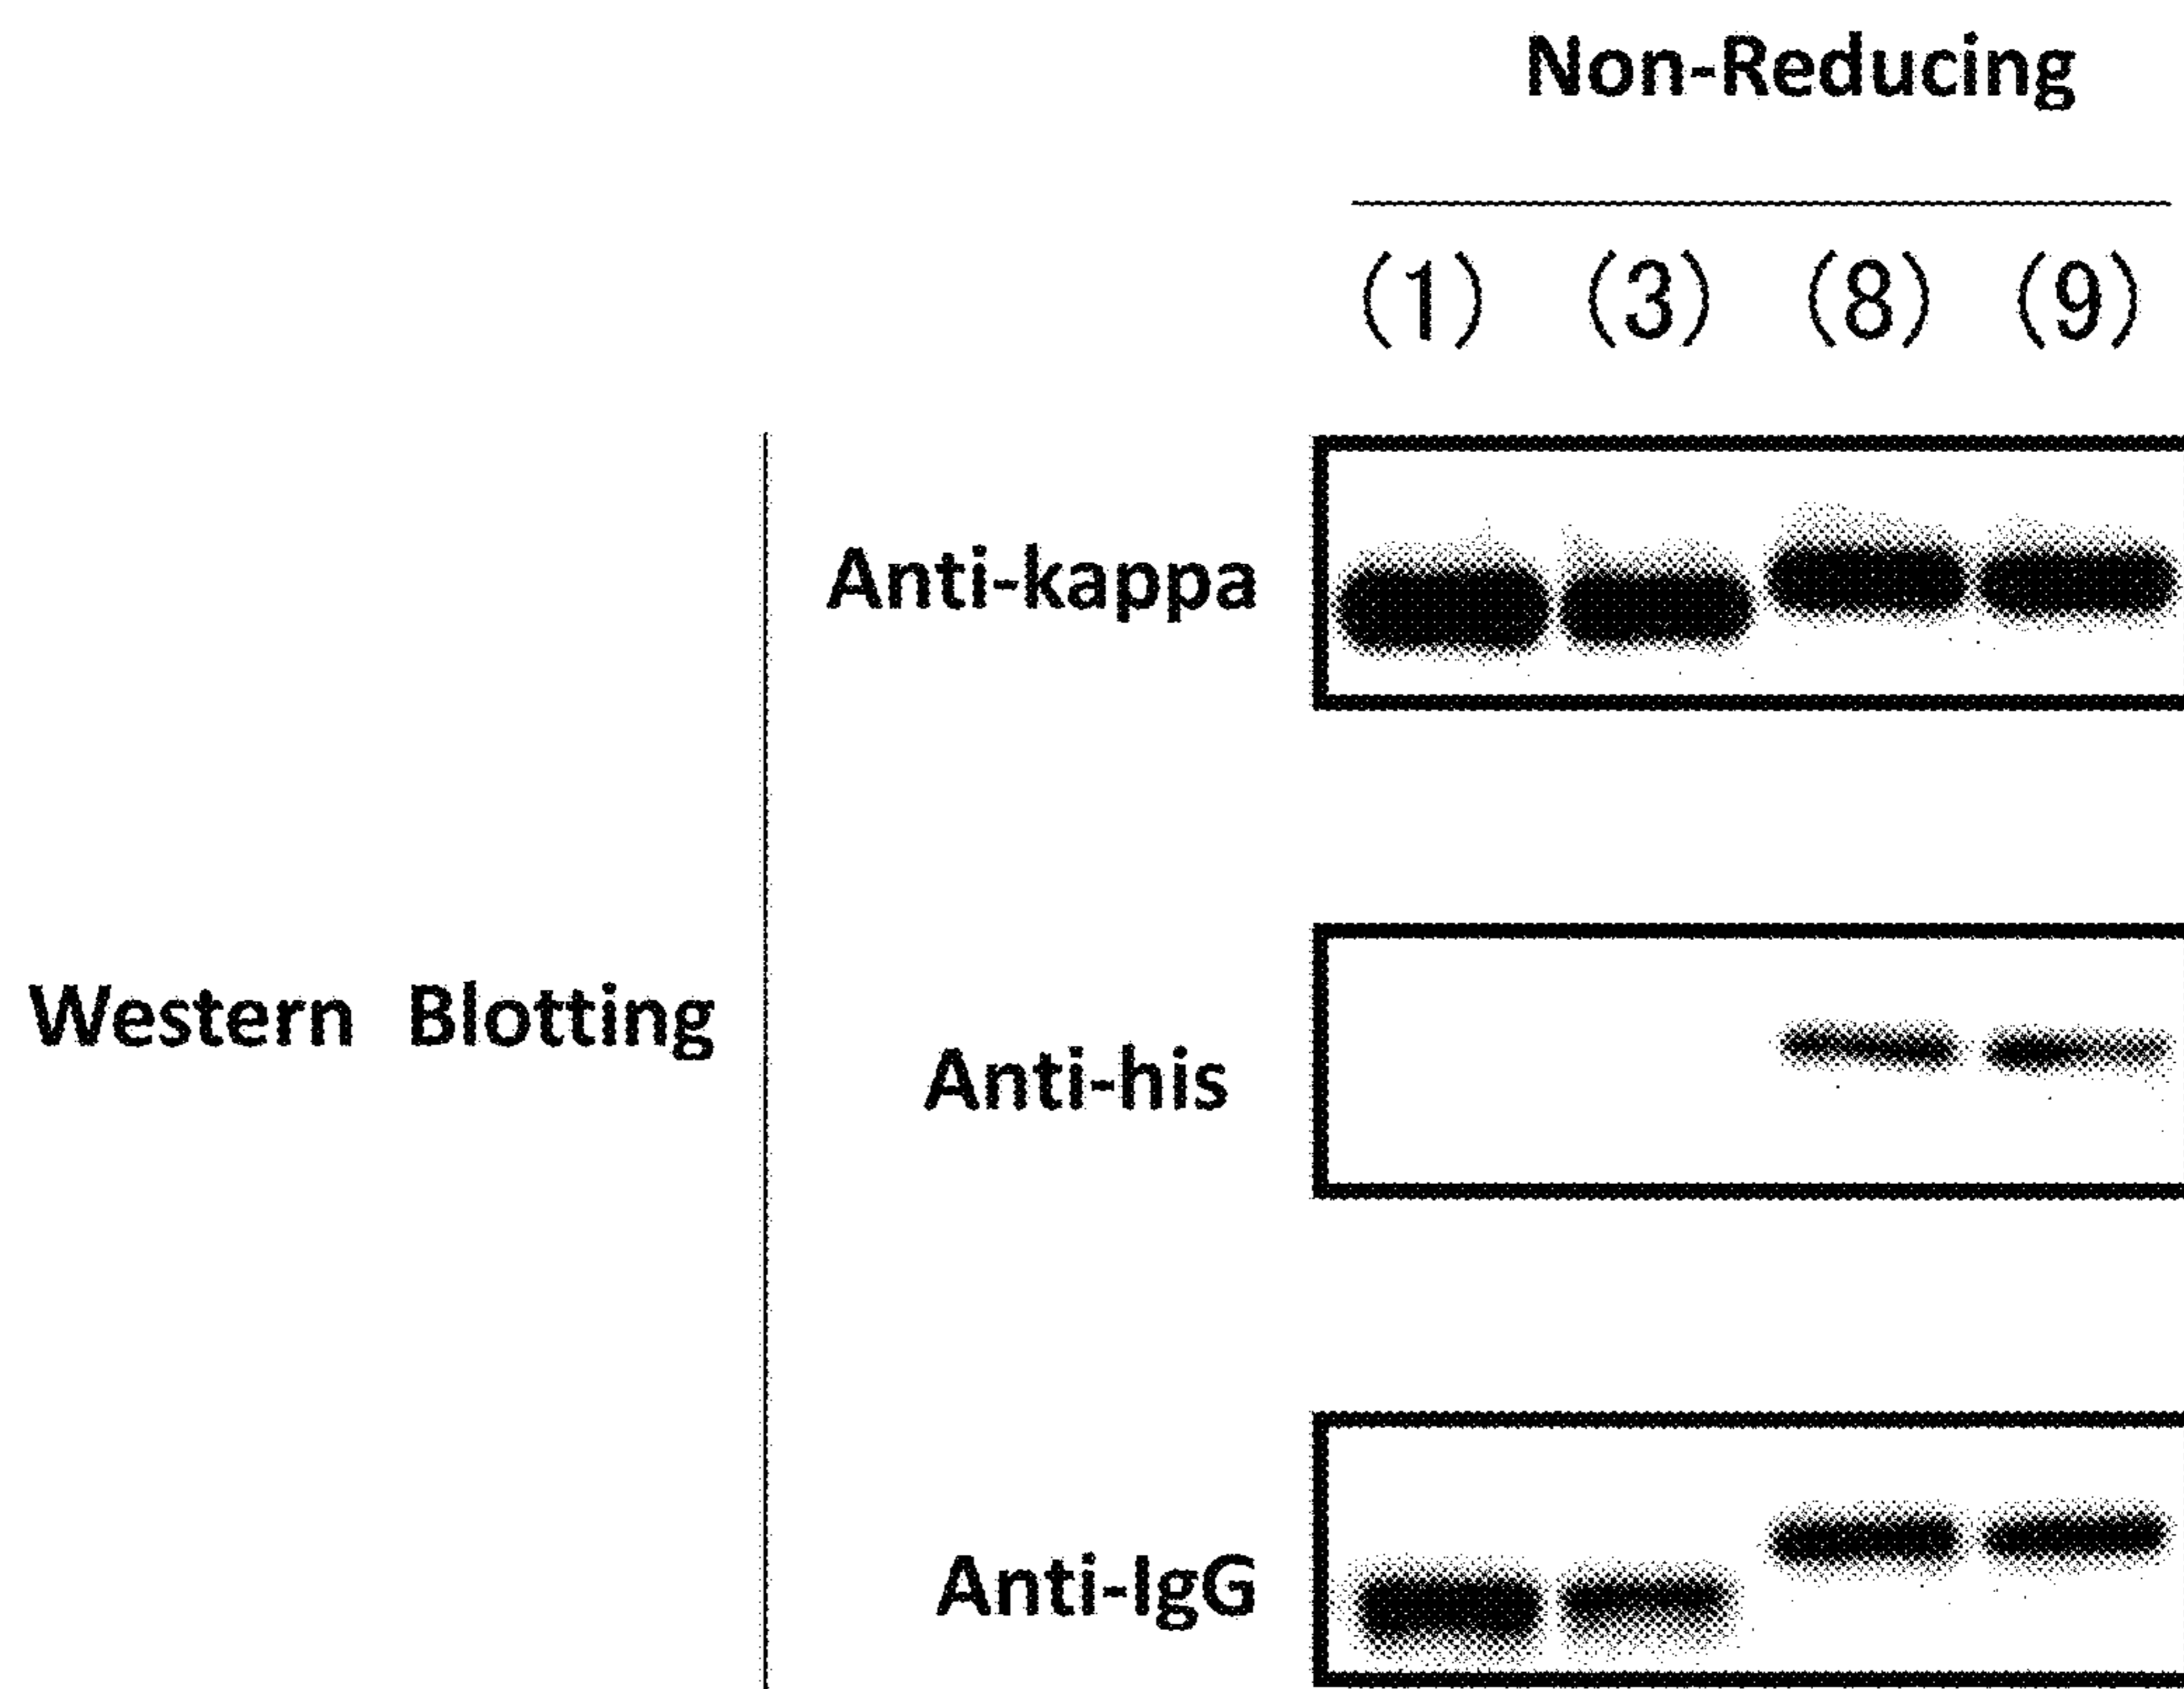 Non-Reducing
(1) (3) (8) (9)
Anti-kappa
Western Blotting
Anti-his
Anti-IgG